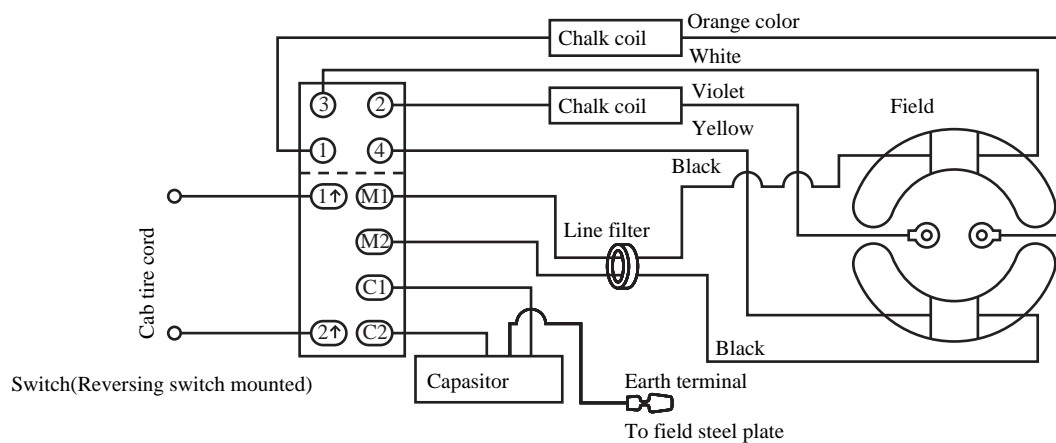 Orange color
Chalk coil
White
3
2
Chalk coil
Violet
Field
Yellow
1
4
Black
1↑
M1
Line filter
M2
Cab tire cord
C1
2↑
C2
Black
Switch(Reversing switch mounted)
Capasitor
Earth terminal
To field steel plate